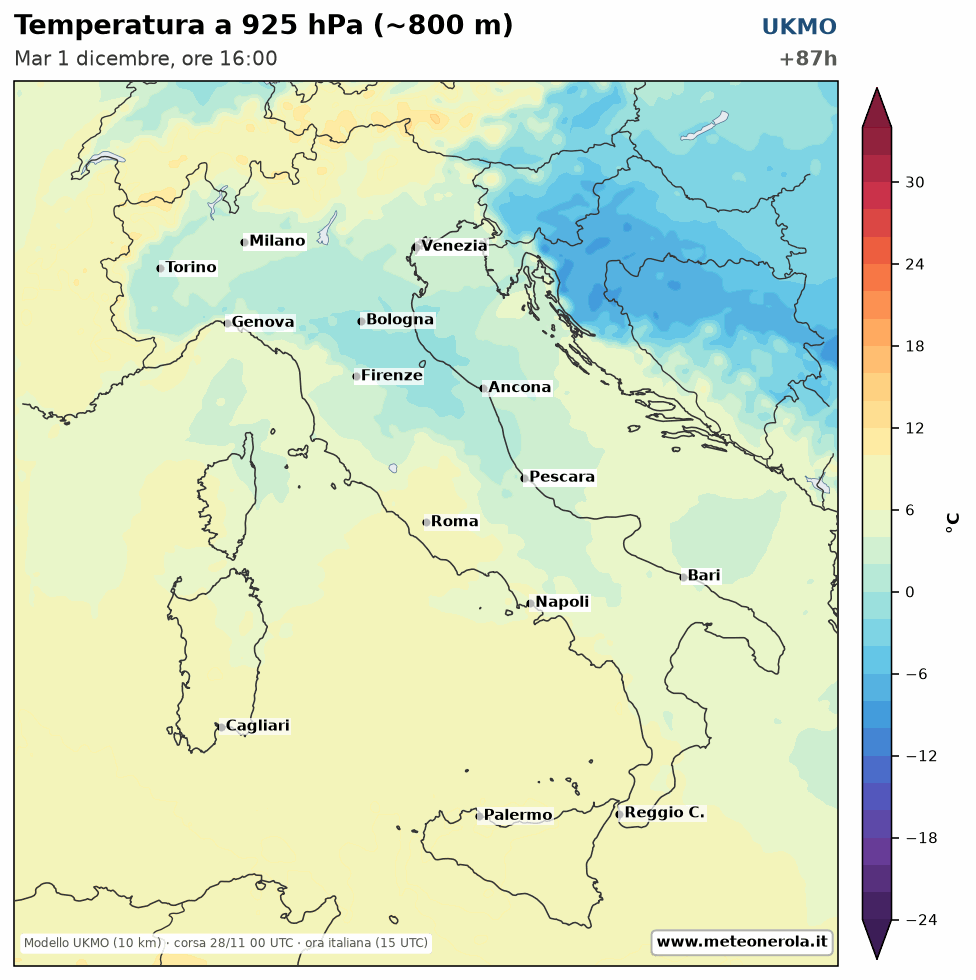 Temperatura a 925 hPa (~800 m)
UKMO
Mar 1 dicembre, ore 16:00
+87h
Milano
Venezia
Torino
Genova
Bologna
Firenze
Ancona
Pescara
Roma
Bari
Napoli
Cagliari
Palermo
Reggio C.
30
24
18
12
6
0
−6
−12
−18
−24
°C
Modello UKMO (10 km) · corsa 28/11 00 UTC · ora italiana (15 UTC)
www.meteonerola.it